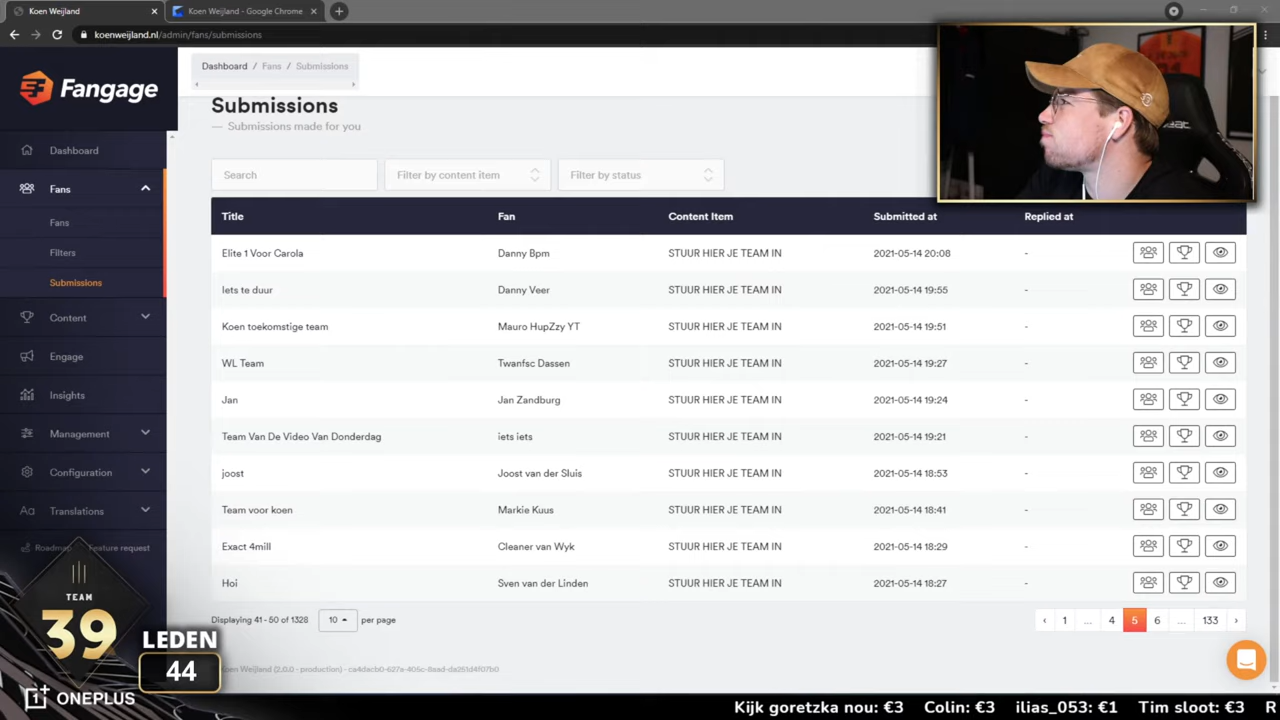 Koen Weijland
Koen Weijland - Google Chrome
koenweijland.nl/admin/fans/submissions
Fangage
Dashboard / Fans / Submissions
Submissions
— Submissions made for you
Search
Filter by content item
Filter by status
Dashboard
Fans
Fans
Filters
Submissions
Content
Engage
Insights
Management
Configuration
Translations
Roadmap
Feature request
Title Fan Content Item Submitted at Replied at
Elite 1 Voor Carola Danny Bpm STUUR HIER JE TEAM IN 2021-05-14 20:08 -
Iets te duur Danny Veer STUUR HIER JE TEAM IN 2021-05-14 19:55 -
Koen toekomstige team Mauro HupZzy YT STUUR HIER JE TEAM IN 2021-05-14 19:51 -
WL Team Twanfsc Dassen STUUR HIER JE TEAM IN 2021-05-14 19:27 -
Jan Jan Zandburg STUUR HIER JE TEAM IN 2021-05-14 19:24 -
Team Van De Video Van Donderdag iets iets STUUR HIER JE TEAM IN 2021-05-14 19:21 -
joost Joost van der Sluis STUUR HIER JE TEAM IN 2021-05-14 18:53 -
Team voor koen Markie Kuus STUUR HIER JE TEAM IN 2021-05-14 18:41 -
Exact 4mill Cleaner van Wyk STUUR HIER JE TEAM IN 2021-05-14 18:29 -
Hoi Sven van der Linden STUUR HIER JE TEAM IN 2021-05-14 18:27 -
Displaying 41 - 50 of 1328 10 per page
‹ 1 ... 4 5 6 ... 133 ›
Koen Weijland (2.0.0 - production)
TEAM
39
LEDEN
44
ONEPLUS
Kijk goretzka nou: €3 Colin: €3 ilias_053: €1 Tim sloot: €3 R